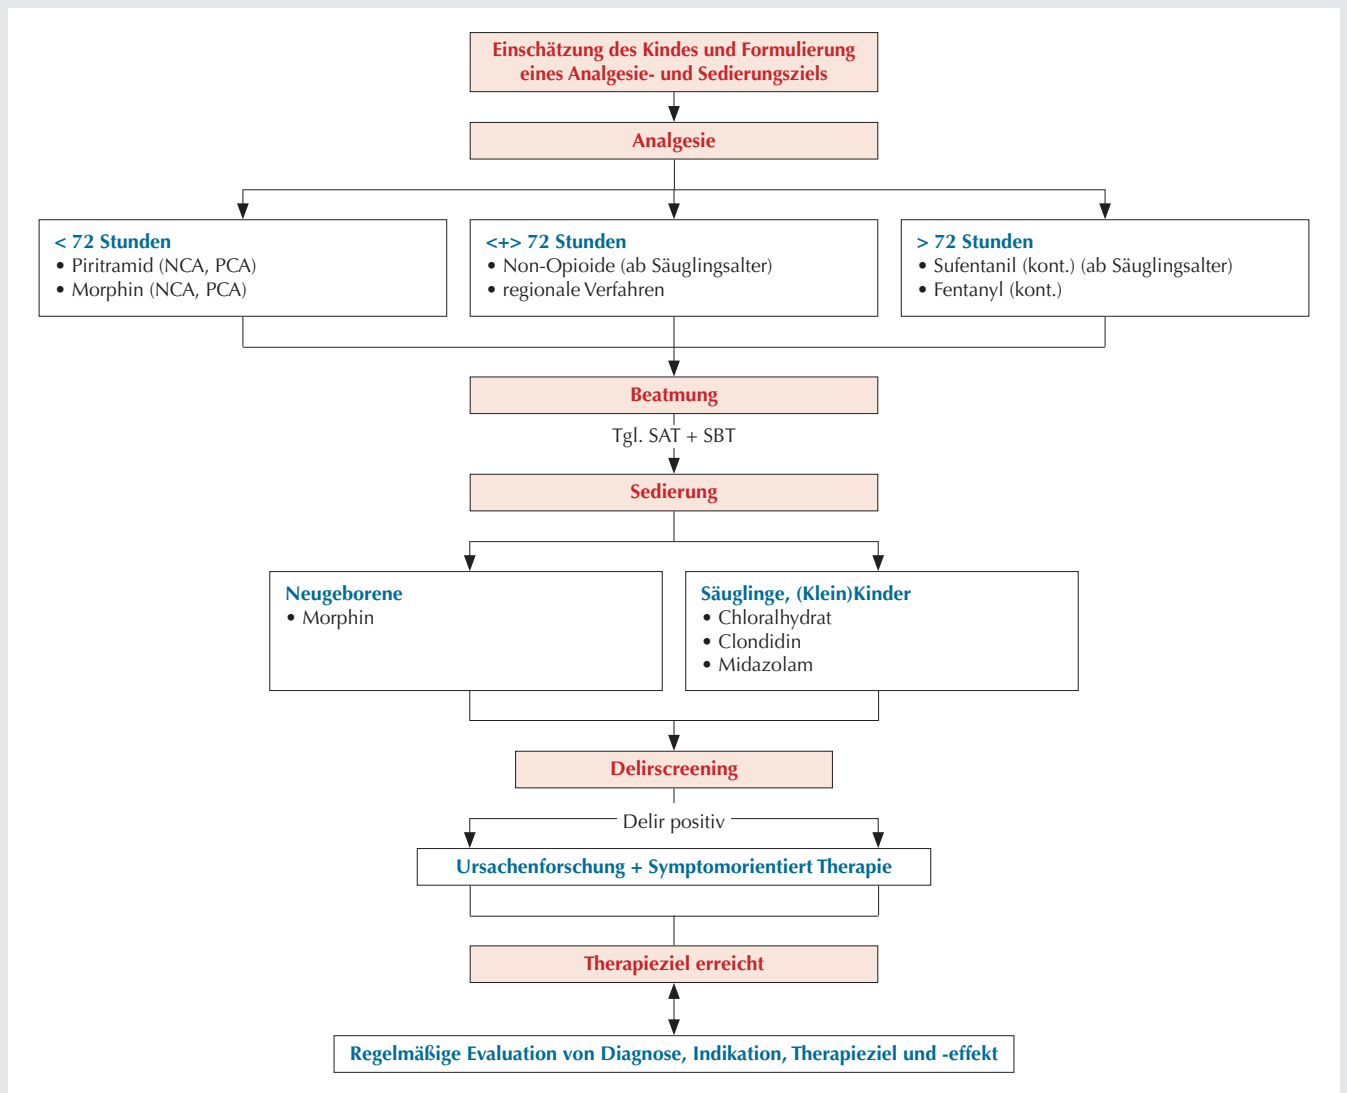 Einschätzung des Kindes und Formulierung
eines Analgesie- und Sedierungsziels
Analgesie
< 72 Stunden
• Piritramid (NCA, PCA)
• Morphin (NCA, PCA)
<+> 72 Stunden
• Non-Opioide (ab Säuglingsalter)
• regionale Verfahren
> 72 Stunden
• Sufentanil (kont.) (ab Säuglingsalter)
• Fentanyl (kont.)
Beatmung
Tgl. SAT + SBT
Sedierung
Neugeborene
• Morphin
Säuglinge, (Klein)Kinder
• Chloralhydrat
• Clondidin
• Midazolam
Delirscreening
Delir positiv
Ursachenforschung + Symptomorientiert Therapie
Therapieziel erreicht
Regelmäßige Evaluation von Diagnose, Indikation, Therapieziel und -effekt